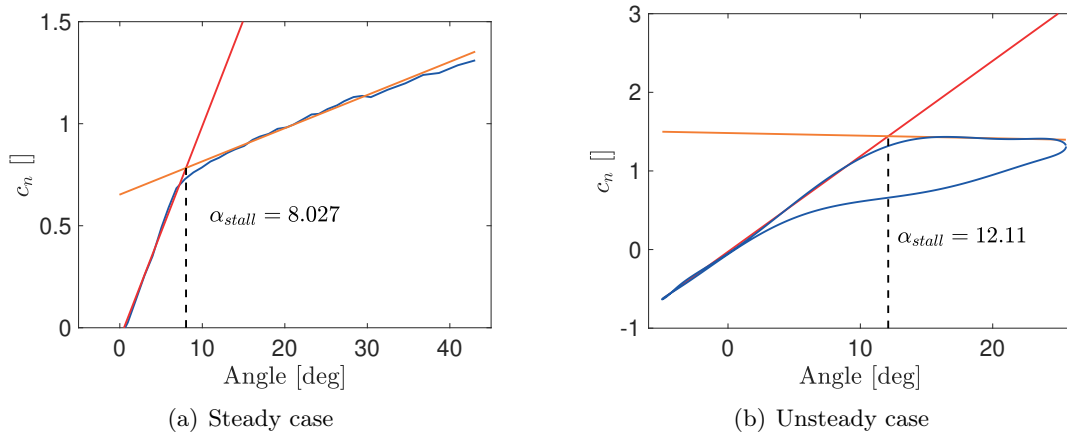 1.5
1
0.5
0
c_n []
α_stall = 8.027
0 10 20 30 40
Angle [deg]
(a) Steady case
3
2
1
0
-1
c_n []
α_stall = 12.11
0 10 20
Angle [deg]
(b) Unsteady case